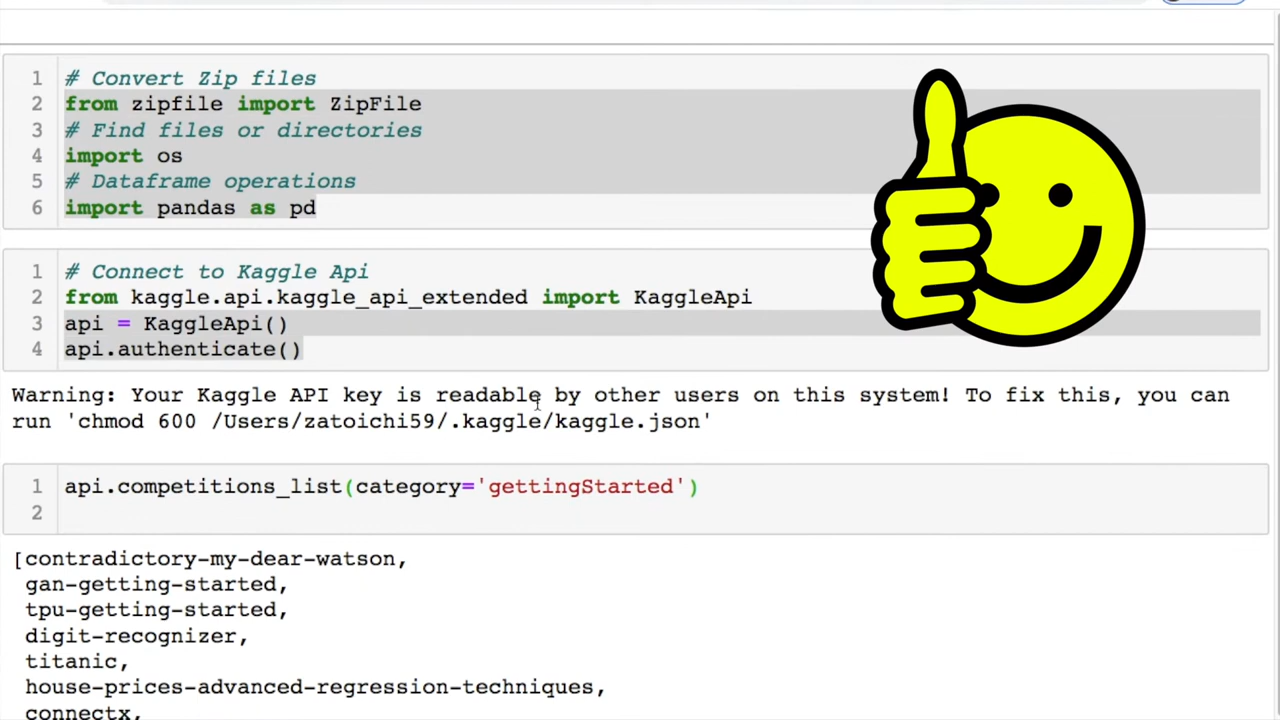 1 # Convert Zip files
2 from zipfile import ZipFile
3 # Find files or directories
4 import os
5 # Dataframe operations
6 import pandas as pd
1 # Connect to Kaggle Api
2 from kaggle.api.kaggle_api_extended import KaggleApi
3 api = KaggleApi()
4 api.authenticate()
Warning: Your Kaggle API key is readable by other users on this system! To fix this, you can
run 'chmod 600 /Users/zatoichi59/.kaggle/kaggle.json'
1 api.competitions_list(category='gettingStarted')
2
[contradictory-my-dear-watson,
gan-getting-started,
tpu-getting-started,
digit-recognizer,
titanic,
house-prices-advanced-regression-techniques,
connectx,